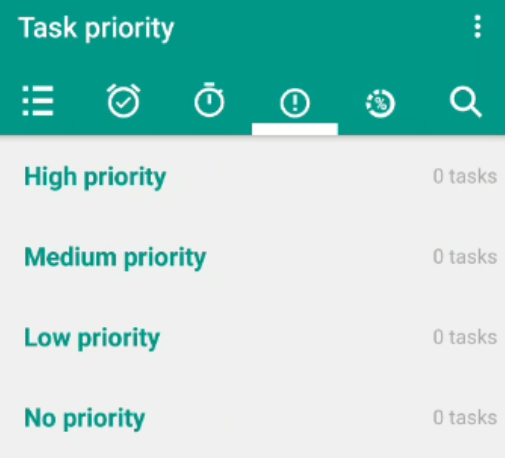 Task priority
%
High priority 0 tasks
Medium priority 0 tasks
Low priority 0 tasks
No priority 0 tasks